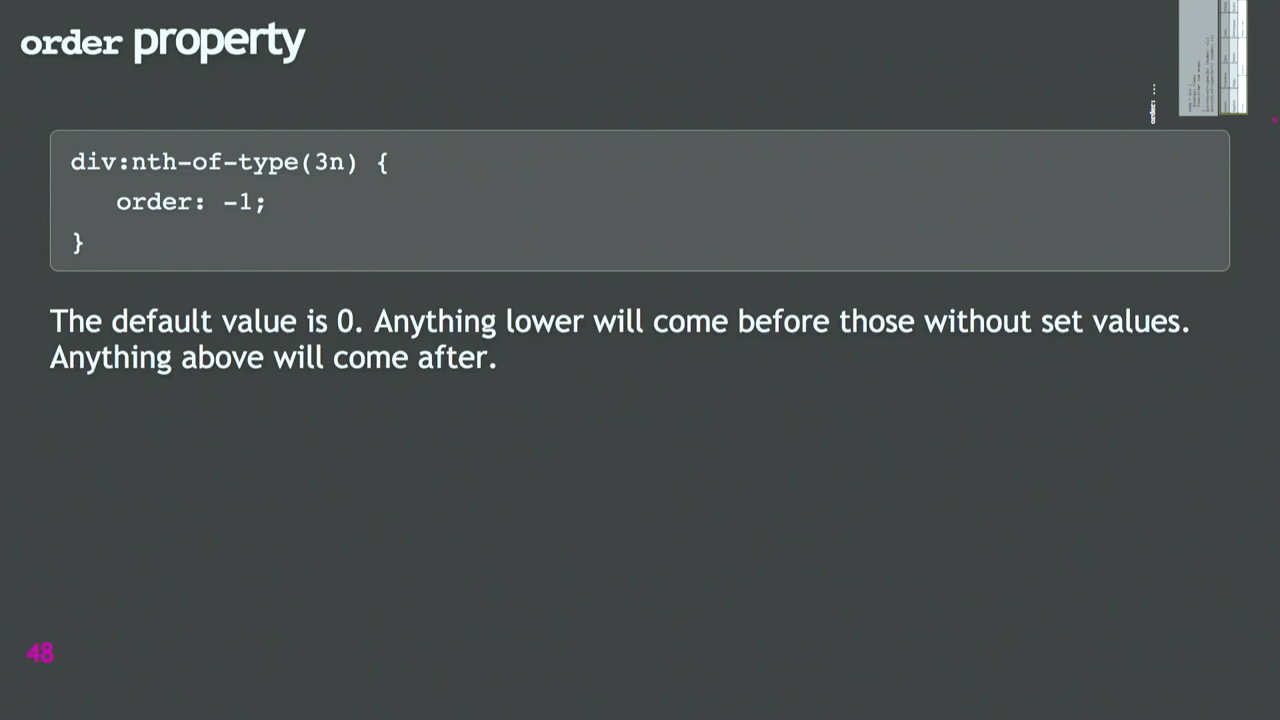 order property
order: ...
div:nth-of-type(3n) {
order: -1;
}
The default value is 0. Anything lower will come before those without set values.
Anything above will come after.
48